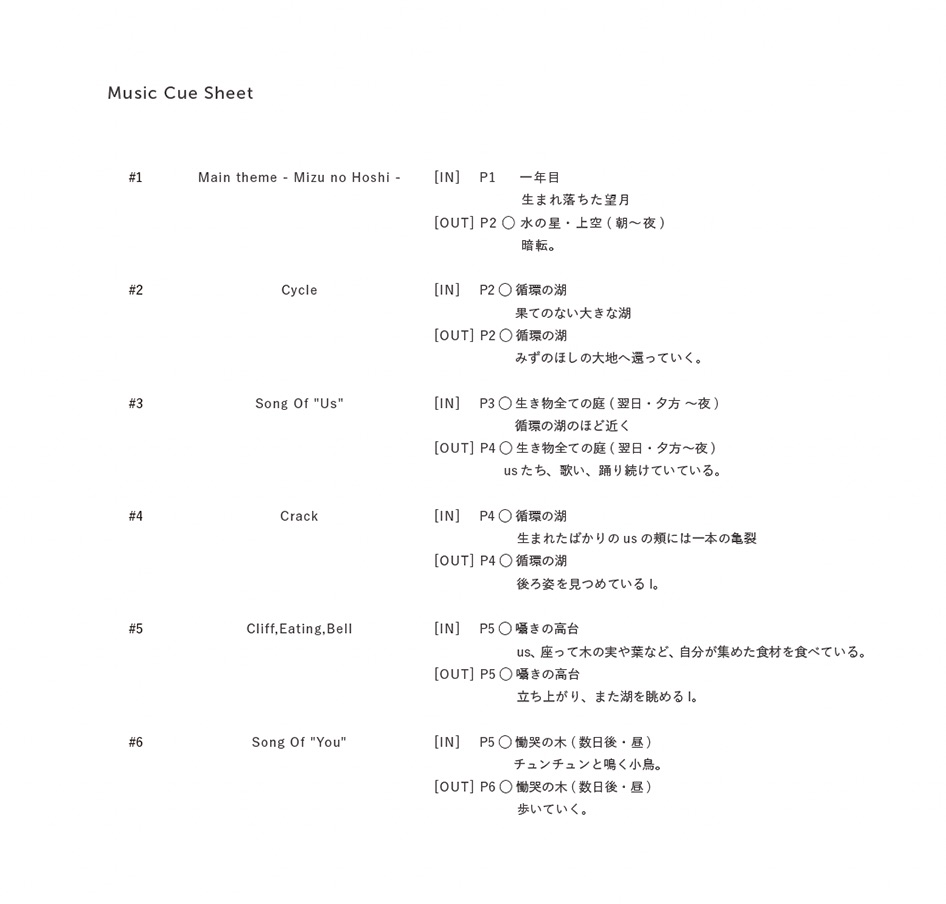 Music Cue Sheet
#1 Main theme - Mizu no Hoshi - [IN] P1 一年目
生まれ落ちた望月
[OUT] P2 ○ 水の星・上空 ( 朝〜夜 )
暗転。
#2 Cycle [IN] P2 ○ 循環の湖
果てのない大きな湖
[OUT] P2 ○ 循環の湖
みずのほしの大地へ還っていく。
#3 Song Of "Us" [IN] P3 ○ 生き物全ての庭 ( 翌日・夕方 〜夜 )
循環の湖のほど近く
[OUT] P4 ○ 生き物全ての庭 ( 翌日・夕方〜夜 )
us たち、歌い、踊り続けていている。
#4 Crack [IN] P4 ○ 循環の湖
生まれたばかりの us の頬には一本の亀裂
[OUT] P4 ○ 循環の湖
後ろ姿を見つめている I。
#5 Cliff,Eating,Bell [IN] P5 ○ 囁きの高台
us、座って木の実や葉など、自分が集めた食材を食べている。
[OUT] P5 ○ 囁きの高台
立ち上がり、また湖を眺める I。
#6 Song Of "You" [IN] P5 ○ 慟哭の木 ( 数日後・昼 )
チュンチュンと鳴く小鳥。
[OUT] P6 ○ 慟哭の木 ( 数日後・昼 )
歩いていく。